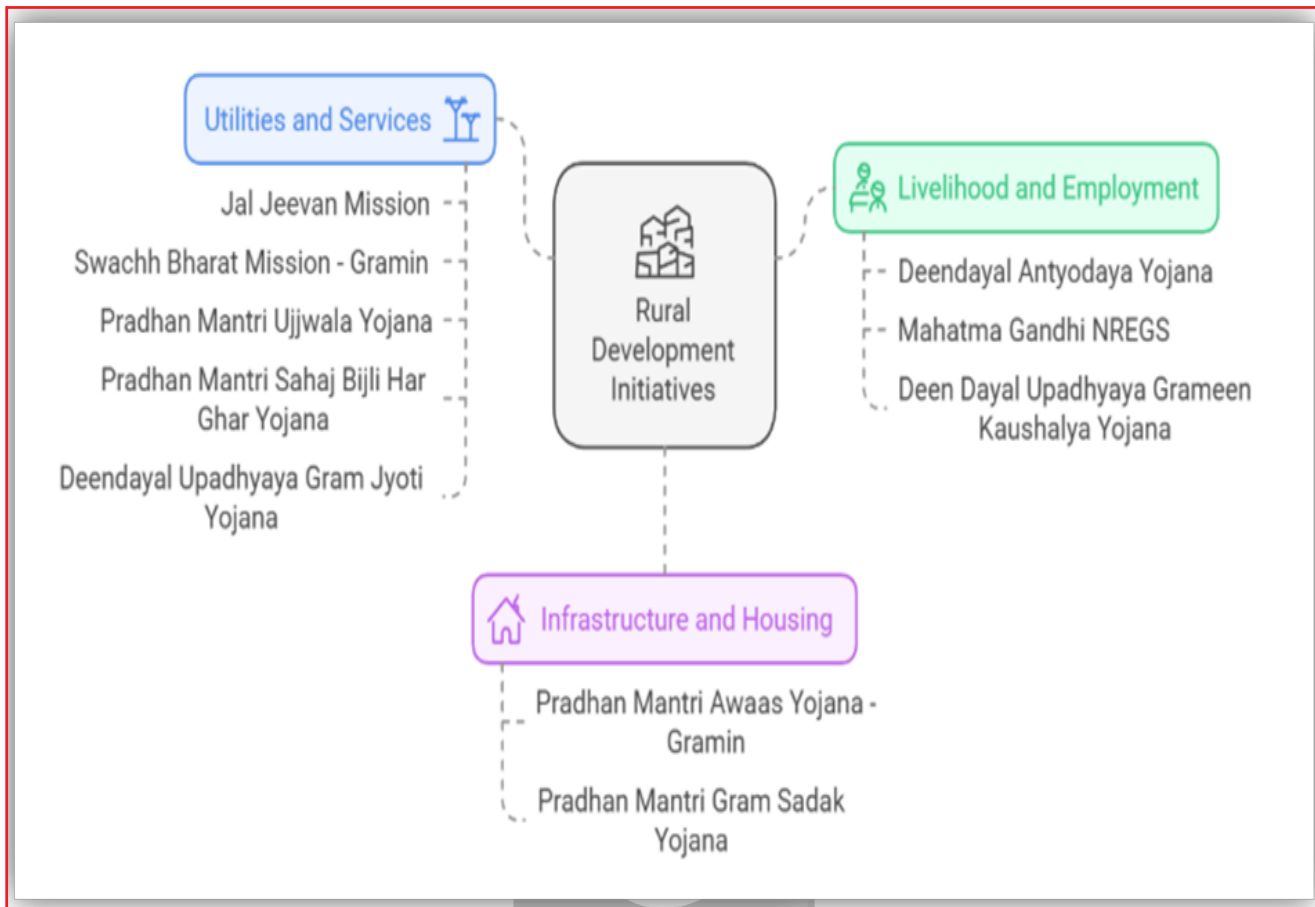 Utilities and Services
Jal Jeevan Mission
Swachh Bharat Mission - Gramin
Pradhan Mantri Ujjwala Yojana
Pradhan Mantri Sahaj Bijli Har
Ghar Yojana
Deendayal Upadhyaya Gram Jyoti
Yojana
Rural
Development
Initiatives
Livelihood and Employment
Deendayal Antyodaya Yojana
Mahatma Gandhi NREGS
Deen Dayal Upadhyaya Grameen
Kaushalya Yojana
Infrastructure and Housing
Pradhan Mantri Awaas Yojana -
Gramin
Pradhan Mantri Gram Sadak
Yojana